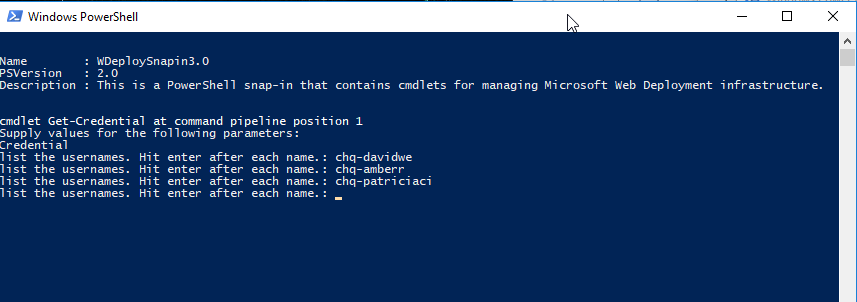 Windows PowerShell
Name        : WDeploySnapin3.0
PSVersion   : 2.0
Description : This is a PowerShell snap-in that contains cmdlets for managing Microsoft Web Deployment infrastructure.
cmdlet Get-Credential at command pipeline position 1
Supply values for the following parameters:
Credential
list the usernames. Hit enter after each name.: chq-davidwe
list the usernames. Hit enter after each name.: chq-amberr
list the usernames. Hit enter after each name.: chq-patriciaci
list the usernames. Hit enter after each name.: